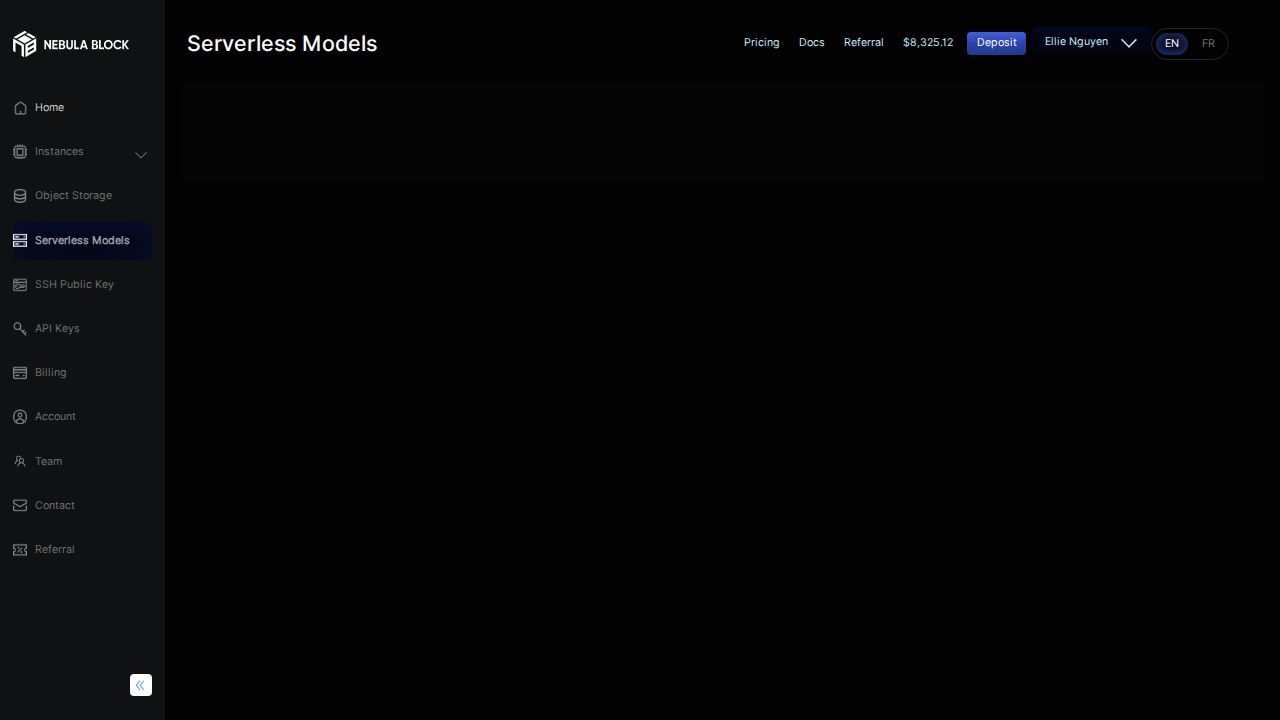 NEBULA BLOCK
Serverless Models
Pricing Docs Referral $8,325.12 Deposit Ellie Nguyen EN FR
Home
Instances
Object Storage
Serverless Models
SSH Public Key
API Keys
Billing
Account
Team
Contact
Referral